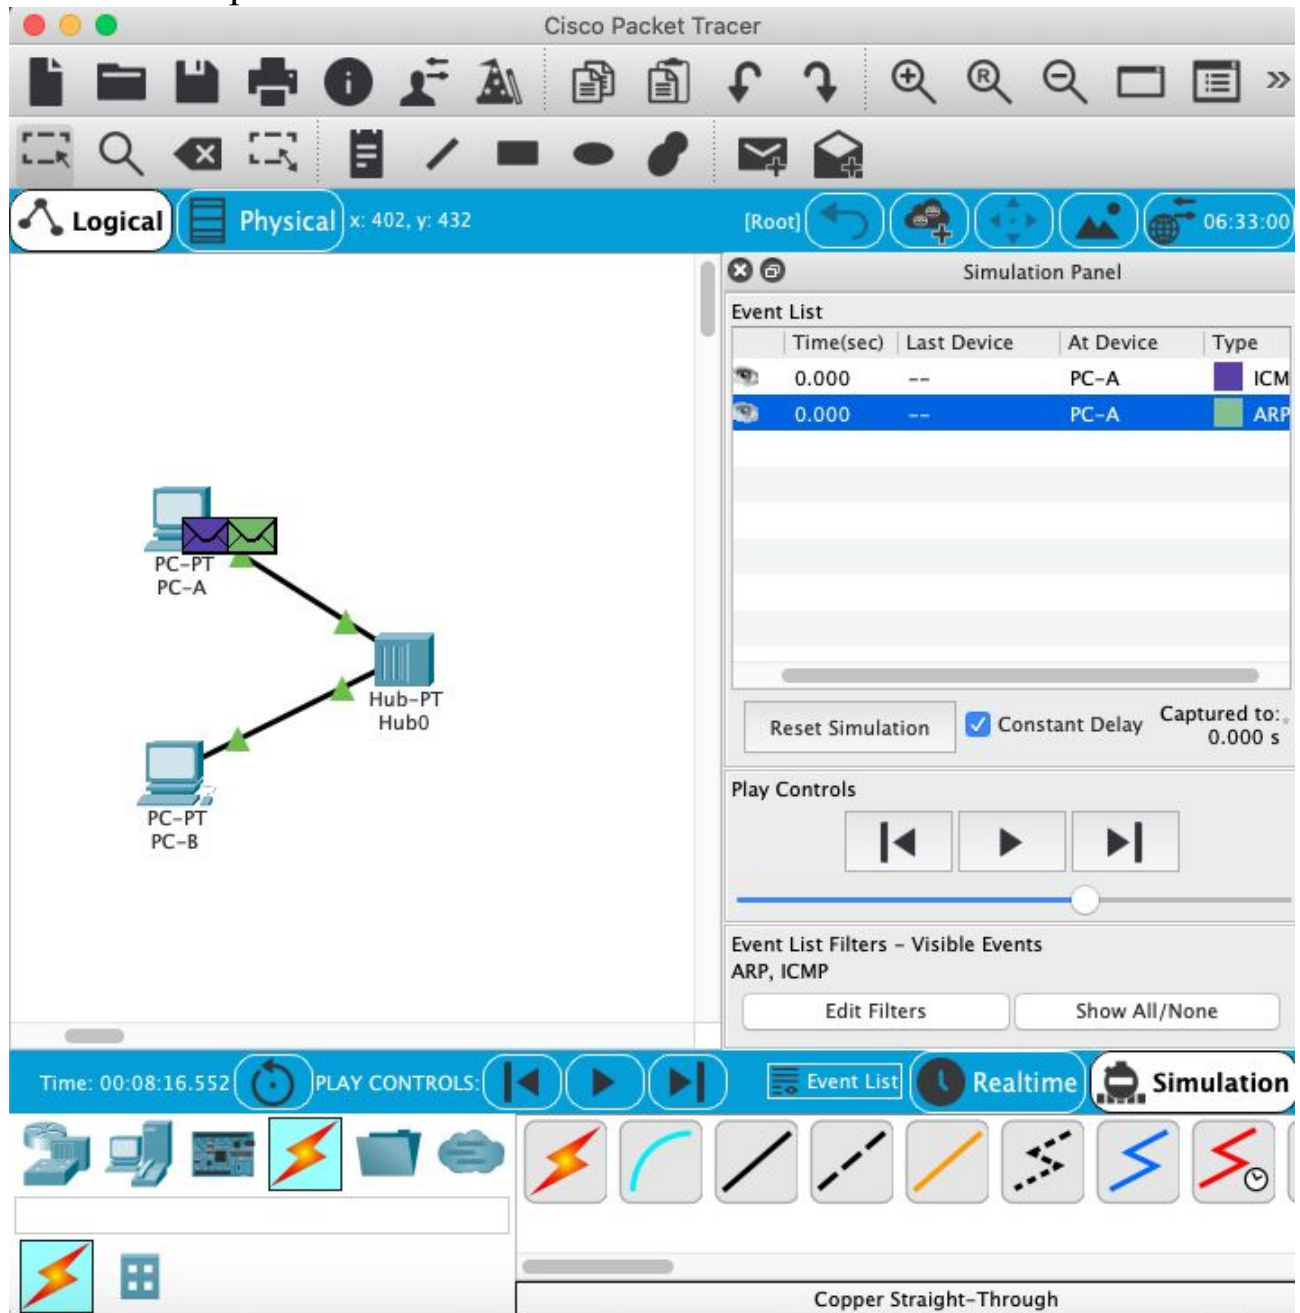 Cisco Packet Tracer
Logical Physical x: 402, y: 432 [Root] 06:33:00
Simulation Panel
Event List
Time(sec) Last Device At Device Type
0.000 -- PC-A ICM
0.000 -- PC-A ARP
PC-PT
PC-A
Hub-PT
Hub0
PC-PT
PC-B
Reset Simulation Constant Delay Captured to:
0.000 s
Play Controls
Event List Filters - Visible Events
ARP, ICMP
Edit Filters Show All/None
Time: 00:08:16.552 PLAY CONTROLS: Event List Realtime Simulation
Copper Straight-Through